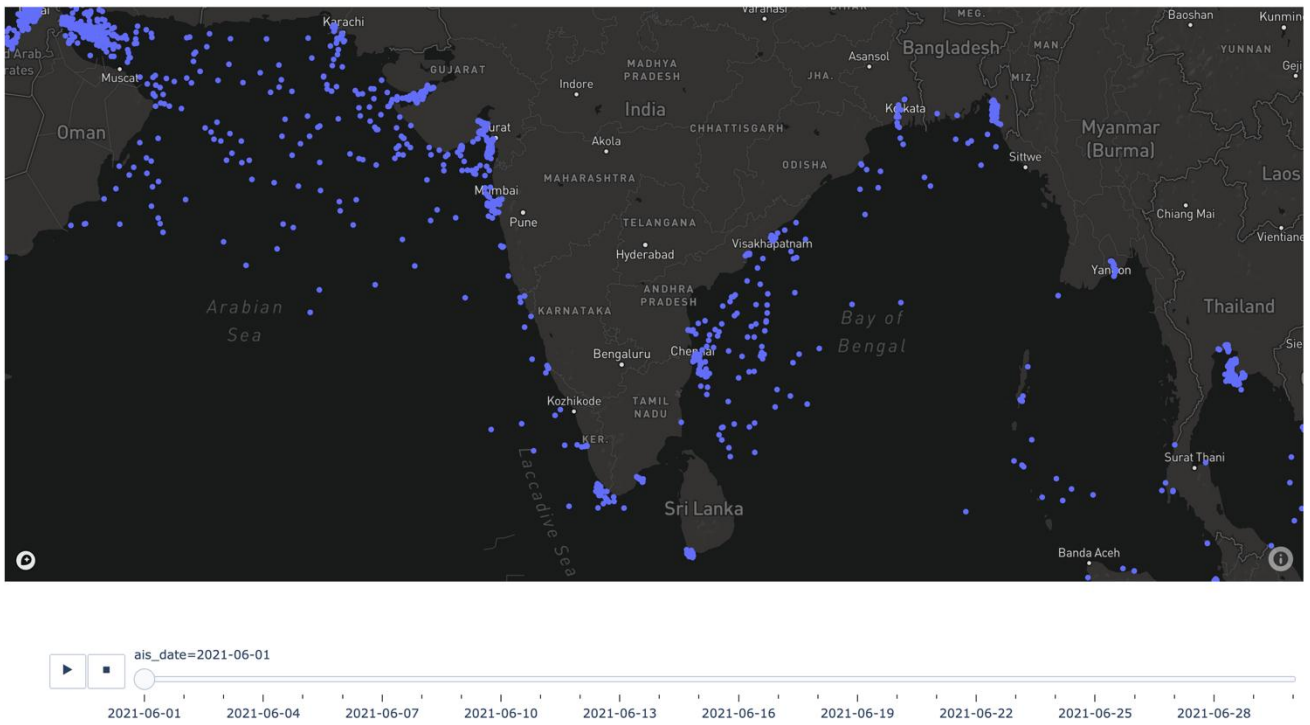 Varanasi
BIHAR
MEG.
Baoshan
Kunming
Karachi
Asansol
Bangladesh
MAN.
YUNNAN
Geji
Muscat
GUJARAT
MADHYA
PRADESH
JHA.
MIZ.
Indore
India
Kolkata
Oman
Surat
CHHATTISGARH
Akola
Myanmar
(Burma)
Sittwe
ODISHA
Laos
MAHARASHTRA
Mumbai
Pune
TELANGANA
Chiang Mai
Visakhapatnam
Vientiane
Hyderabad
Yangon
ANDHRA
PRADESH
Arabian
Sea
KARNATAKA
Thailand
Bay of
Bengal
Bengaluru
Chennai
Sie
Kozhikode
TAMIL
NADU
KER.
Laccadive Sea
Surat Thani
Sri Lanka
Banda Aceh
ais_date=2021-06-01
2021-06-01 2021-06-04 2021-06-07 2021-06-10 2021-06-13 2021-06-16 2021-06-19 2021-06-22 2021-06-25 2021-06-28